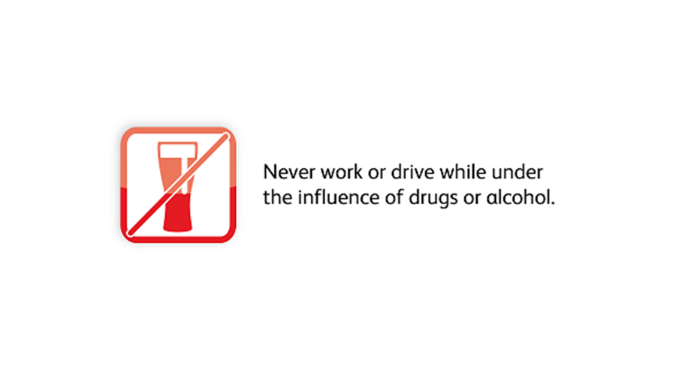 Never work or drive while under
the influence of drugs or alcohol.